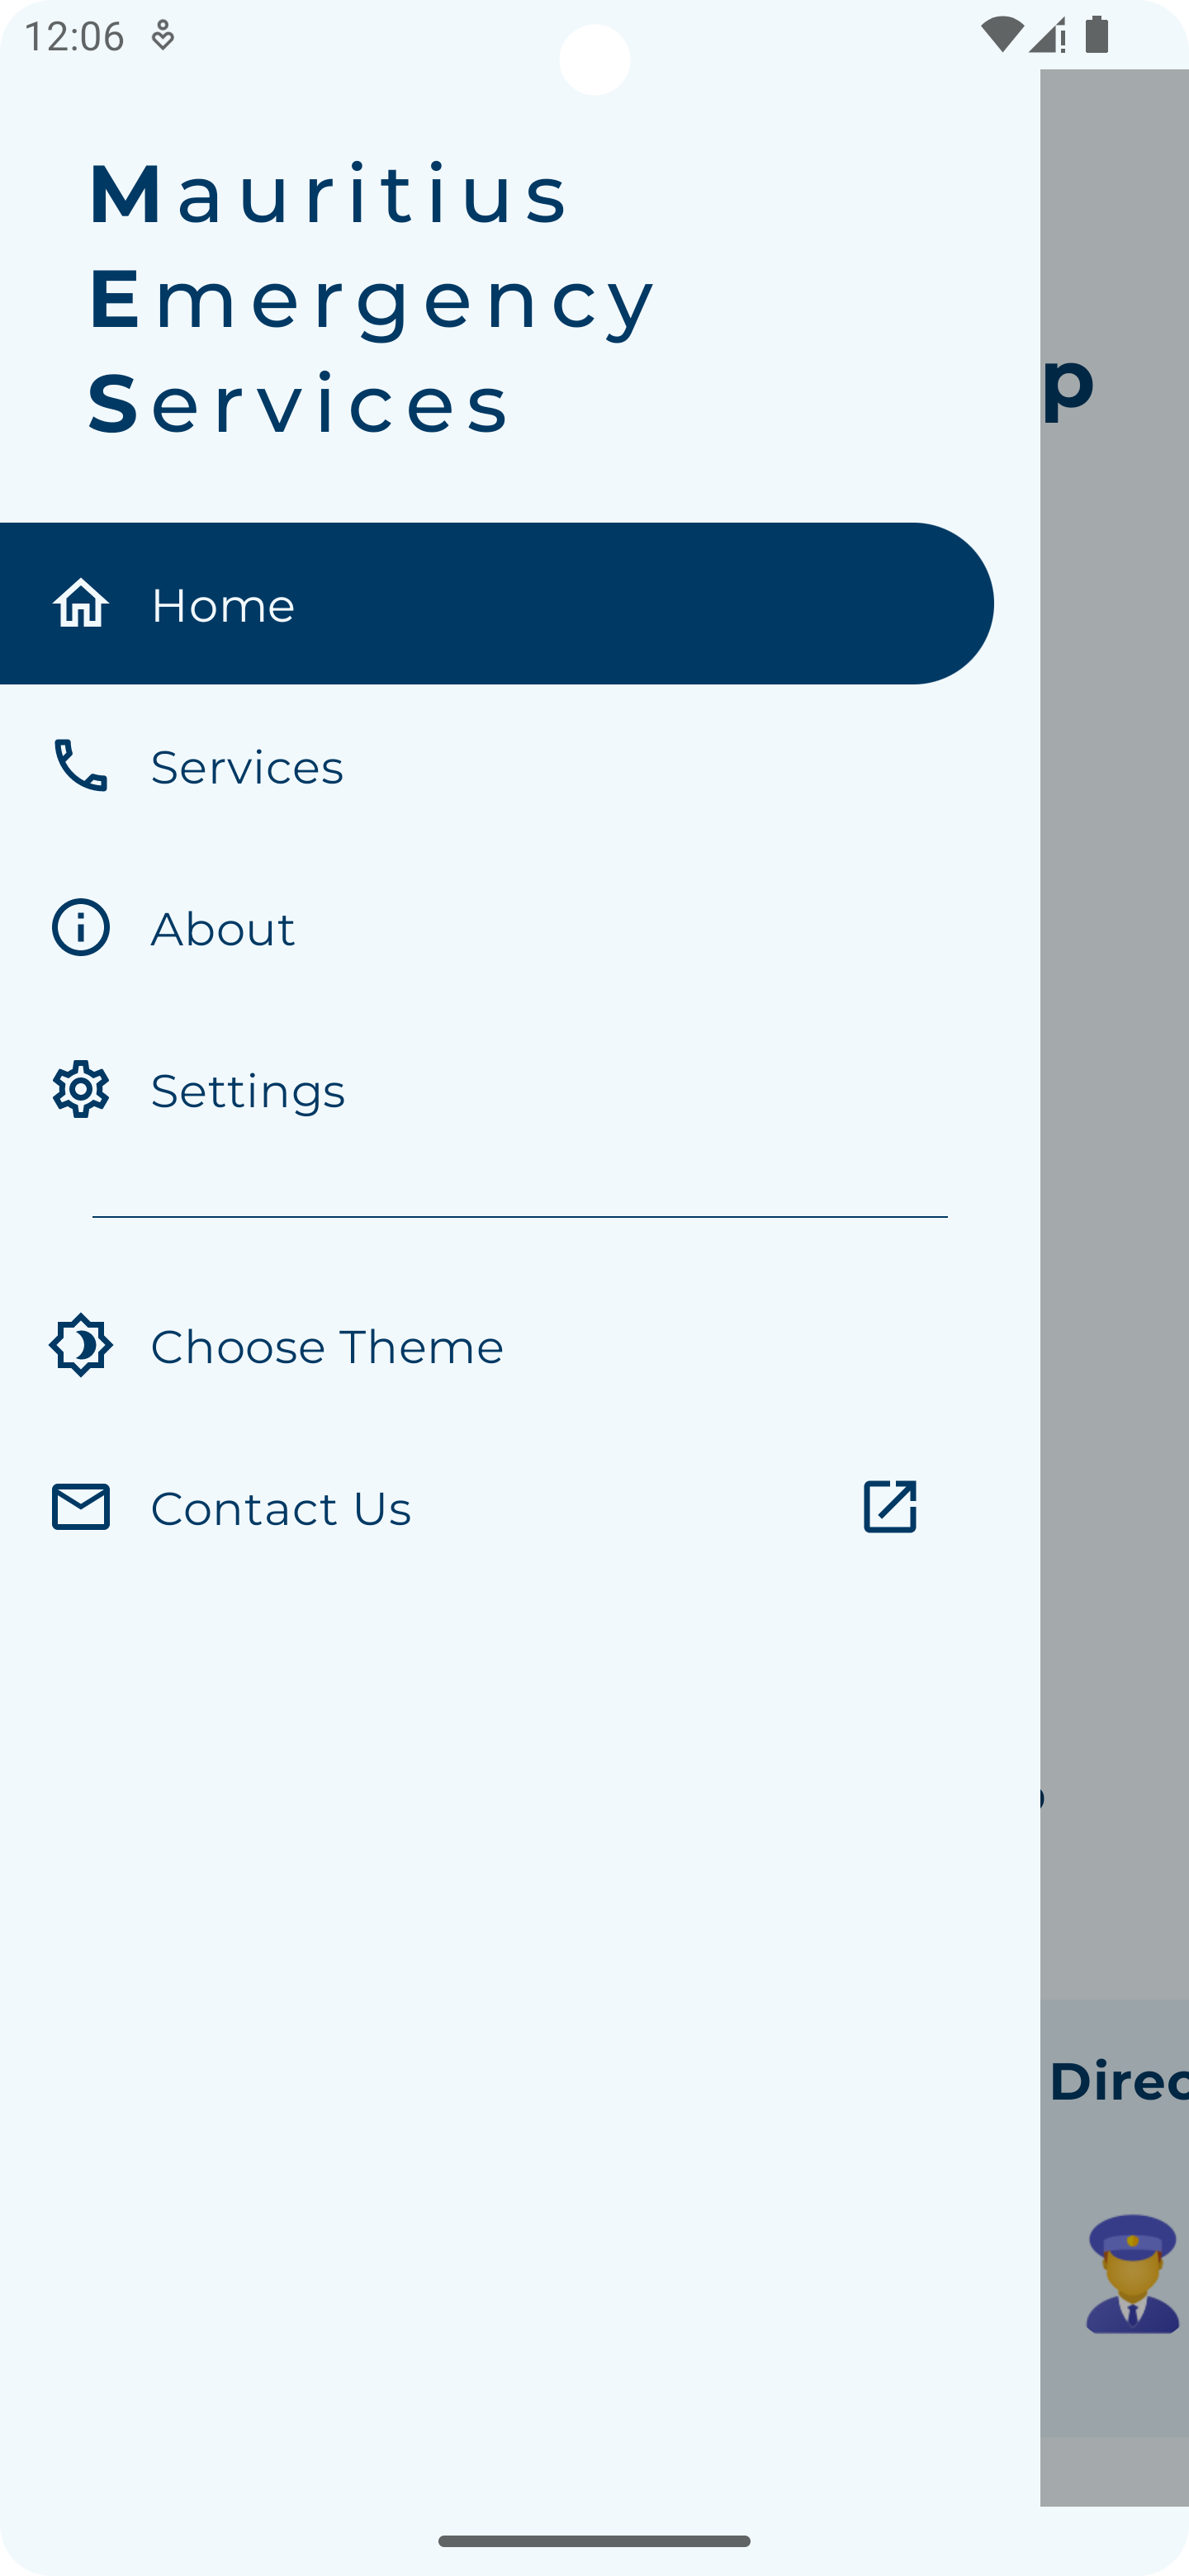 12:06
Mauritius
Emergency
Services
p
Home
Services
About
Settings
Choose Theme
Contact Us
Direc